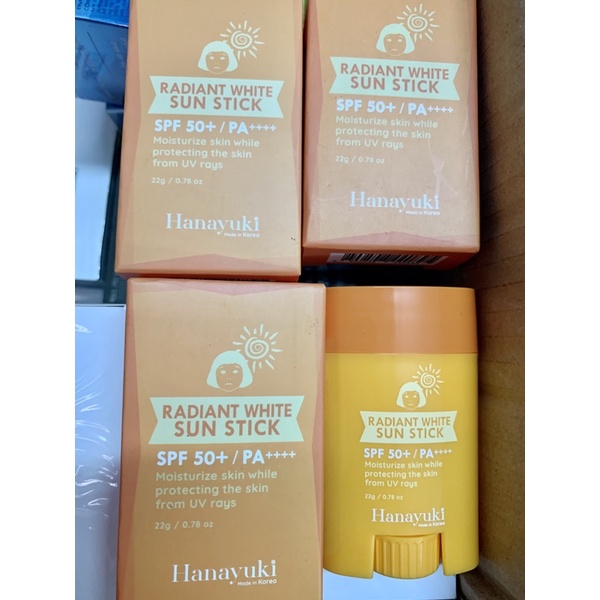 RADIANT WHITE
SUN STICK
SPF 50+ / PA++++
Moisturize skin while
protecting the skin
from UV rays
22g / 0.78 oz
Hanayuki
Made in Korea
RADIANT WHITE
SUN STICK
SPF 50+ / PA++++
Moisturize skin while
protecting the skin
from UV rays
22g / 0.78 oz
Hanayuki
Made in Korea
RADIANT WHITE
SUN STICK
SPF 50+ / PA++++
Moisturize skin while
protecting the skin
from UV rays
22g / 0.78 oz
Hanayuki
Made in Korea
RADIANT WHITE
SUN STICK
SPF 50+ / PA++++
Moisturize skin while
protecting the skin
from UV rays
22g / 0.78 oz
Hanayuki
Made in Korea